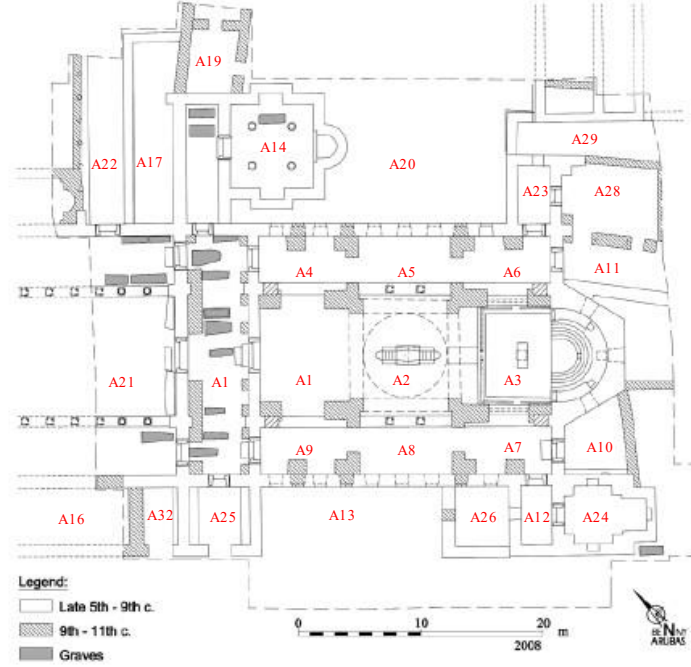 A19
A22
A17
A14
A20
A29
A23
A28
A4
A5
A6
A11
A21
A1
A1
A2
A3
A9
A8
A7
A10
A16
A32
A25
A13
A26
A12
A24
Legend:
Late 5th - 9th c.
9th - 11th c.
Graves
0 10 20 m
2008
N
ARUBAS